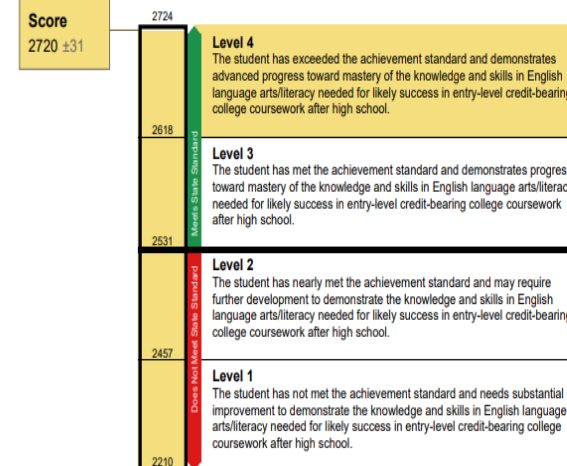 Score
2720 ±31
2724
Level 4
The student has exceeded the achievement standard and demonstrates
advanced progress toward mastery of the knowledge and skills in English
language arts/literacy needed for likely success in entry-level credit-bearing
college coursework after high school.
2618
Meets State Standard
Level 3
The student has met the achievement standard and demonstrates progres
toward mastery of the knowledge and skills in English language arts/literac
needed for likely success in entry-level credit-bearing college coursework
after high school.
2531
Level 2
The student has nearly met the achievement standard and may require
further development to demonstrate the knowledge and skills in English
language arts/literacy needed for likely success in entry-level credit-bearing
college coursework after high school.
2457
Does Not Meet State Standard
Level 1
The student has not met the achievement standard and needs substantial
improvement to demonstrate the knowledge and skills in English language
arts/literacy needed for likely success in entry-level credit-bearing college
coursework after high school.
2210